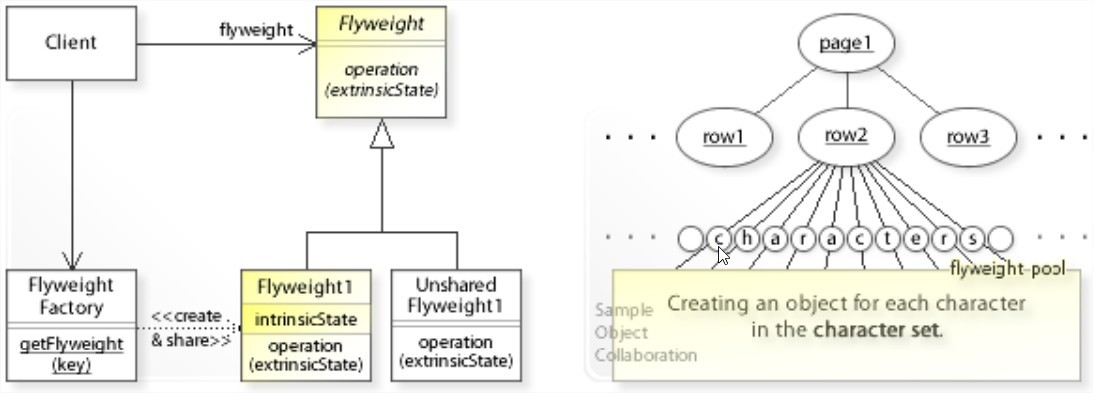 Client
flyweight
Flyweight
operation
(extrinsicState)
Flyweight
Factory
getFlyweight
(key)
<<create .
& share>>
Flyweight1
intrinsicState
operation
(extrinsicState)
Unshared
Flyweight1
operation
(extrinsicState)
page1
. . .
row1
row2
row3
. . .
. . .
c h a r a c t e r s
. . .
flyweight-pool
Sample
Object
Collaboration
Creating an object for each character
in the character set.